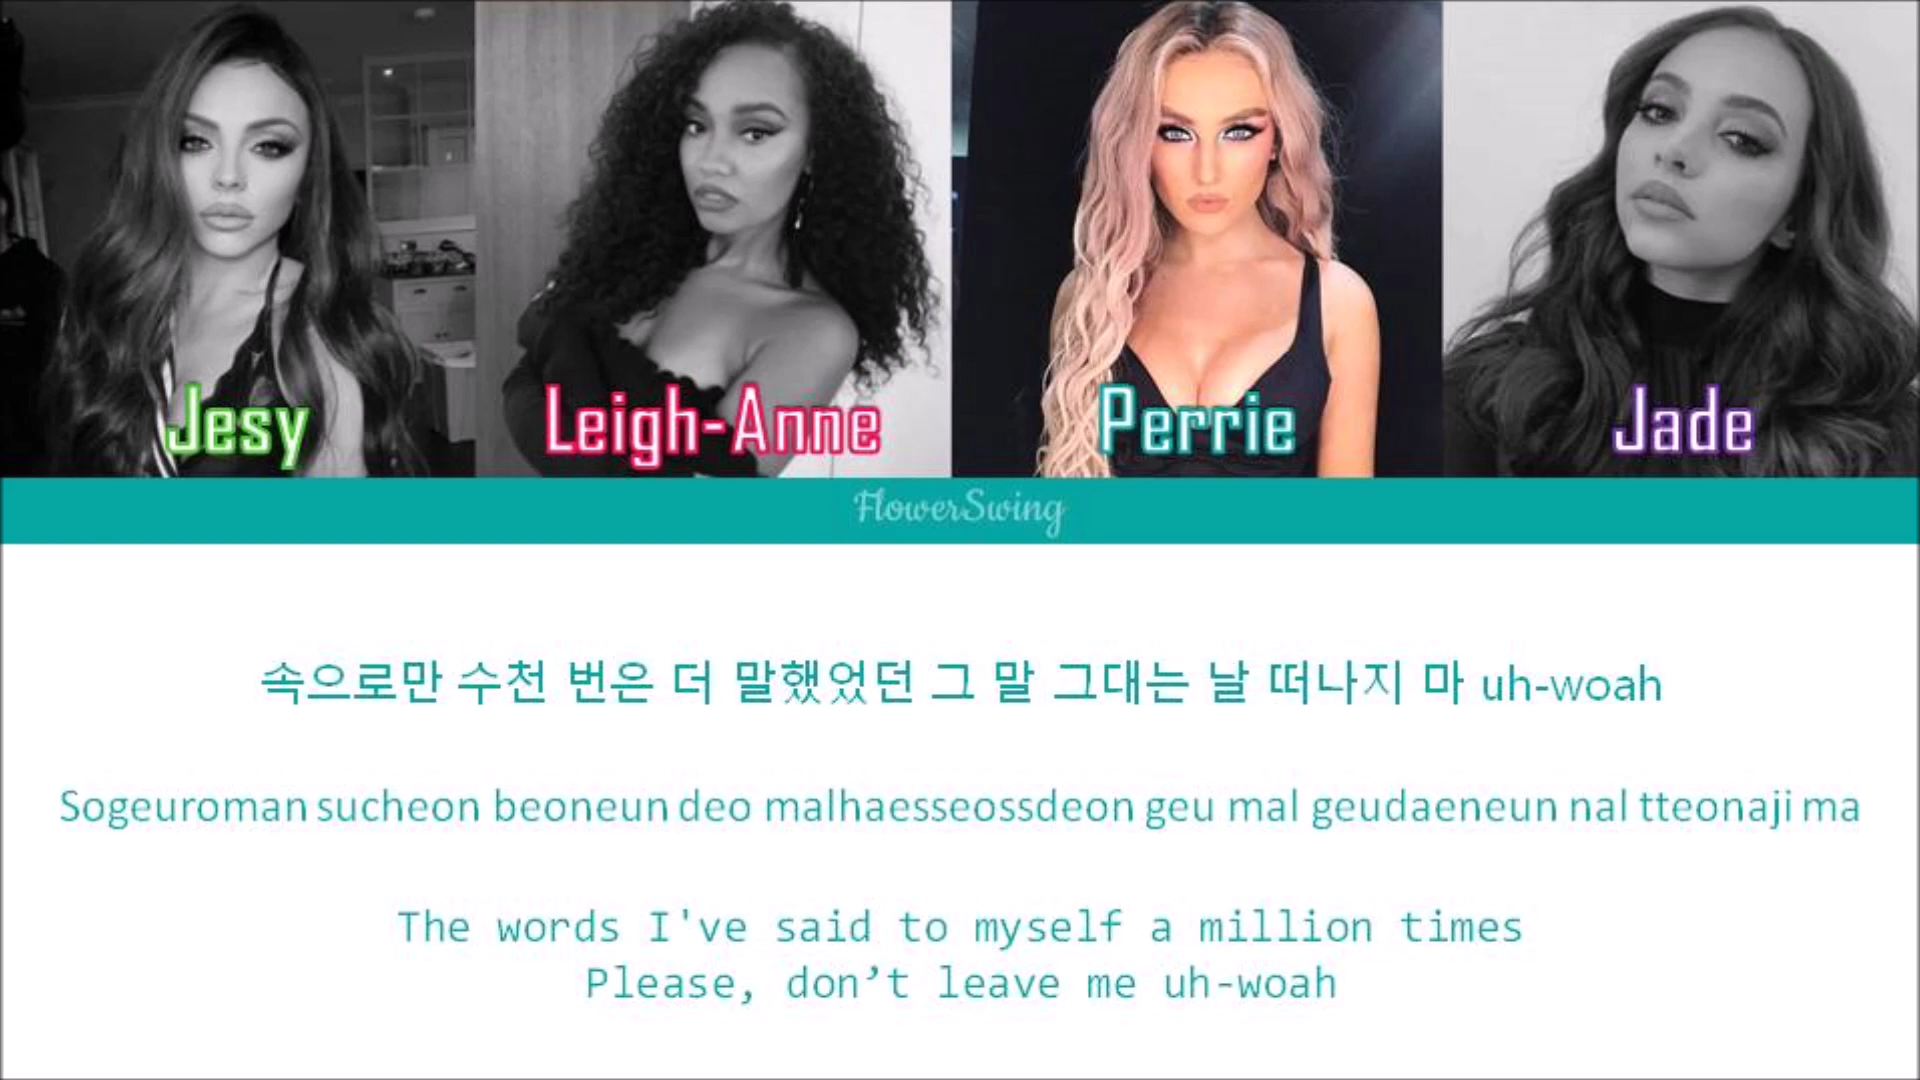 Jesy
Leigh-Anne
Perrie
Jade
FlowerSwing
속으로만 수천 번은 더 말했었던 그 말 그대는 날 떠나지 마 uh-woah
Sogeuroman sucheon beoneun deo malhaesseossdeon geu mal geudaeneun nal tteonaji ma
The words I've said to myself a million times
Please, don’t leave me uh-woah